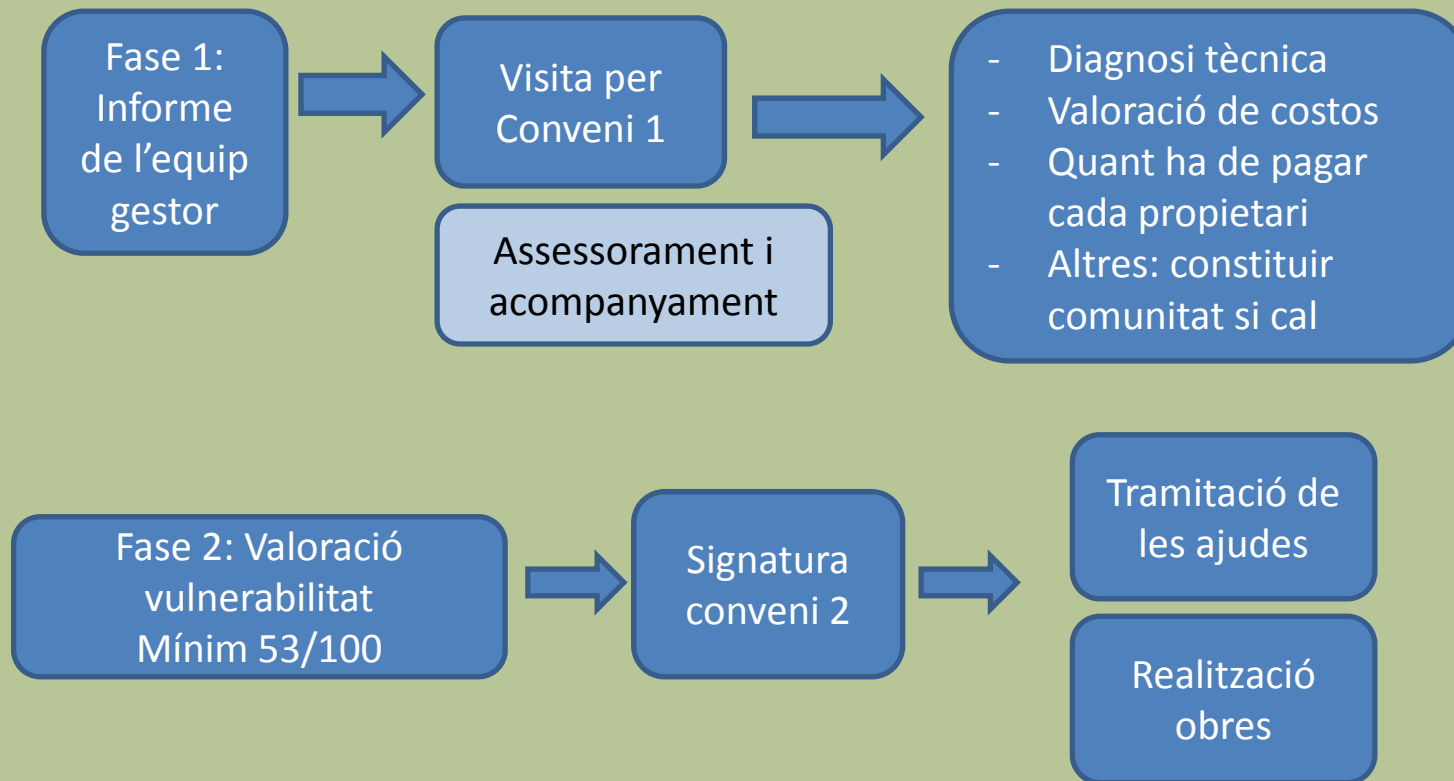 Fase 1:
Informe
de l’equip
gestor
Visita per
Conveni 1
Assessorament i
acompanyament
- Diagnosi tècnica
- Valoració de costos
- Quant ha de pagar
cada propietari
- Altres: constituir
comunitat si cal
Fase 2: Valoració
vulnerabilitat
Mínim 53/100
Signatura
conveni 2
Tramitació de
les ajudes
Realització
obres